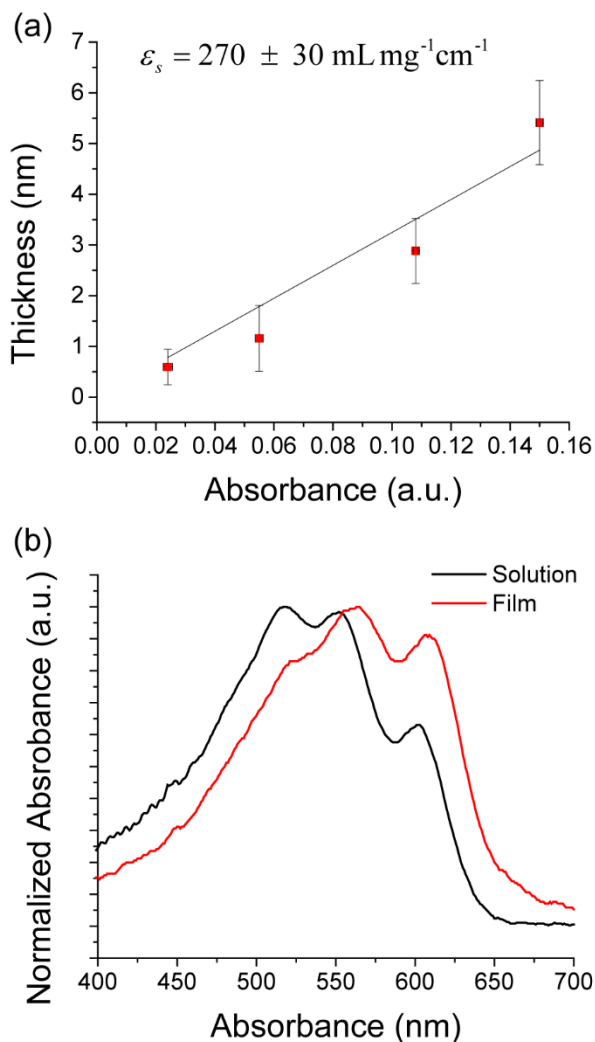 (a)
εₛ = 270 ± 30 mL mg⁻¹cm⁻¹
7
6
5
4
3
2
1
0
Thickness (nm)
0.00 0.02 0.04 0.06 0.08 0.10 0.12 0.14 0.16
Absorbance (a.u.)
(b)
Solution
Film
Normalized Absrobance (a.u.)
400 450 500 550 600 650 700
Absorbance (nm)